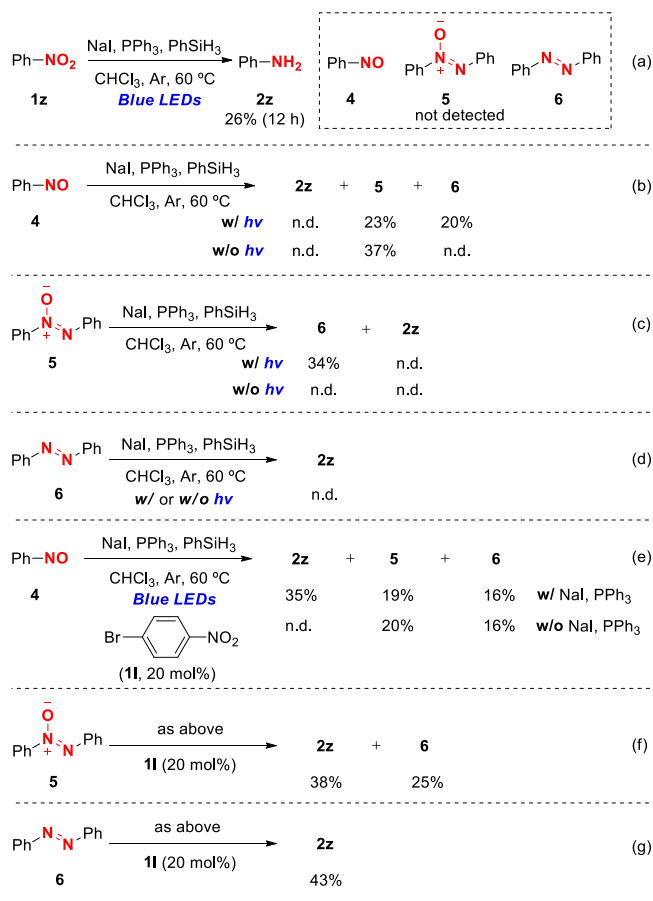 Ph–NO2 NaI, PPh3, PhSiH3 Ph–NH2 Ph–NO O− Ph N+ N Ph Ph N N Ph (a)
CHCl3, Ar, 60 ºC
1z Blue LEDs 2z 4 5 6
26% (12 h) not detected
Ph–NO NaI, PPh3, PhSiH3 2z + 5 + 6 (b)
CHCl3, Ar, 60 ºC
4 w/ hv n.d. 23% 20%
w/o hv n.d. 37% n.d.
O− Ph N+ N Ph NaI, PPh3, PhSiH3 6 + 2z (c)
CHCl3, Ar, 60 ºC
5 w/ hv 34% n.d.
w/o hv n.d. n.d.
Ph N N Ph NaI, PPh3, PhSiH3 2z (d)
CHCl3, Ar, 60 ºC
6 w/ or w/o hv n.d.
Ph–NO NaI, PPh3, PhSiH3 2z + 5 + 6 (e)
CHCl3, Ar, 60 ºC
4 Blue LEDs 35% 19% 16% w/ NaI, PPh3
Br NO2 n.d. 20% 16% w/o NaI, PPh3
(1l, 20 mol%)
O− Ph N+ N Ph as above 2z + 6 (f)
1l (20 mol%)
5 38% 25%
Ph N N Ph as above 2z (g)
1l (20 mol%)
6 43%